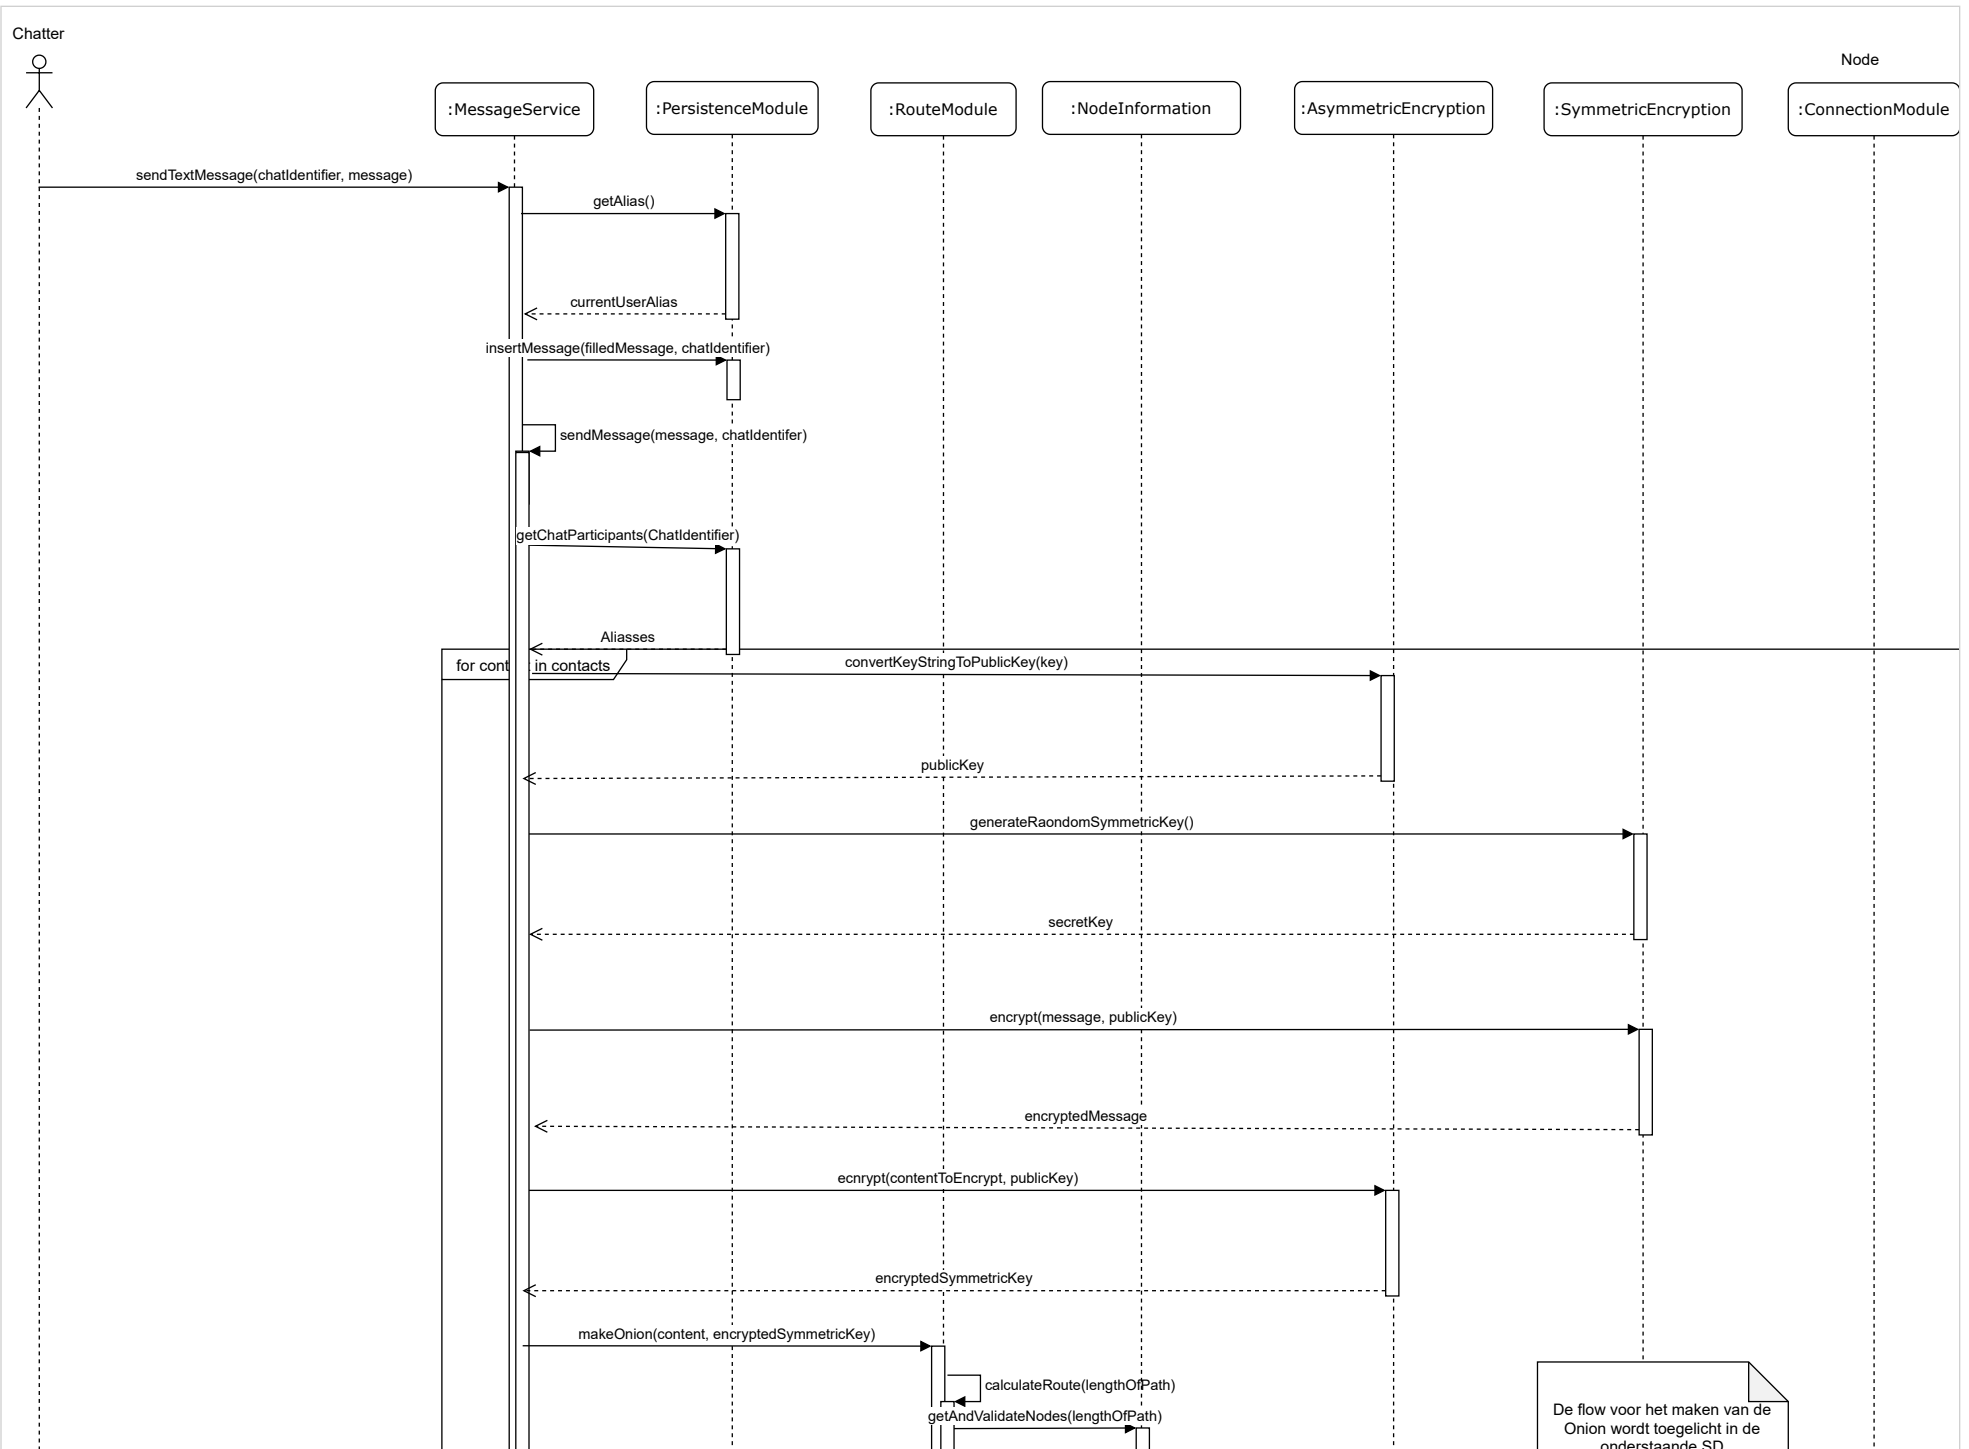 Chatter
Node
:MessageService
:PersistenceModule
:RouteModule
:NodeInformation
:AsymmetricEncryption
:SymmetricEncryption
:ConnectionModule
sendTextMessage(chatIdentifier, message)
getAlias()
currentUserAlias
insertMessage(filledMessage, chatIdentifier)
sendMessage(message, chatIdentifer)
getChatParticipants(ChatIdentifier)
Aliasses
for cont in contacts
convertKeyStringToPublicKey(key)
publicKey
generateRaondomSymmetricKey()
secretKey
encrypt(message, publicKey)
encryptedMessage
ecnrypt(contentToEncrypt, publicKey)
encryptedSymmetricKey
makeOnion(content, encryptedSymmetricKey)
calculateRoute(lengthOfPath)
getAndValidateNodes(lengthOfPath)
De flow voor het maken van de
Onion wordt toegelicht in de
onderstaande SD